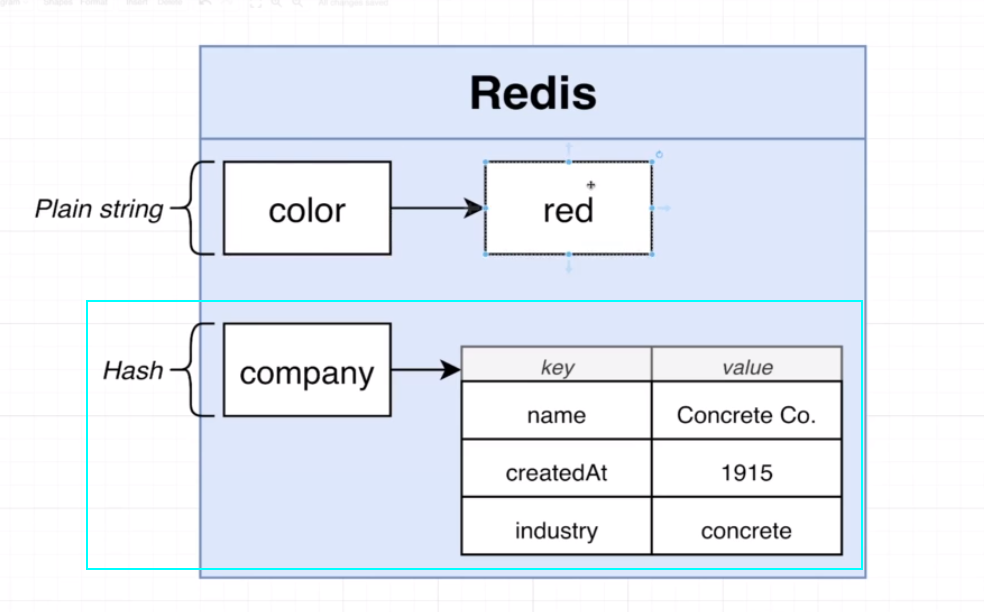 Redis
Plain string
color
red
Hash
company
key value
name Concrete Co.
createdAt 1915
industry concrete